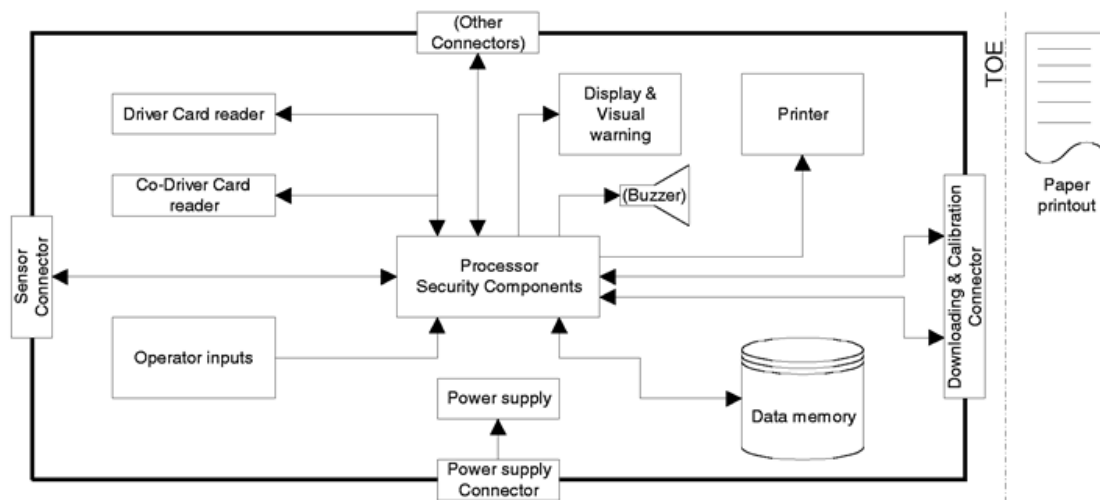 (Other
Connectors)
TOE
Driver Card reader
Display &
Visual
warning
Printer
Co-Driver Card
reader
(Buzzer)
Paper
printout
Sensor
Connector
Processor
Security Components
Downloading & Calibration
Connector
Operator inputs
Power supply
Data memory
Power supply
Connector